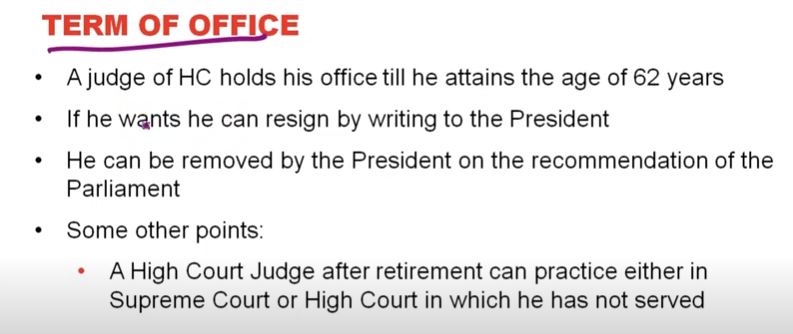 TERM OF OFFICE
• A judge of HC holds his office till he attains the age of 62 years
• If he wants he can resign by writing to the President
• He can be removed by the President on the recommendation of the
Parliament
• Some other points:
• A High Court Judge after retirement can practice either in
Supreme Court or High Court in which he has not served